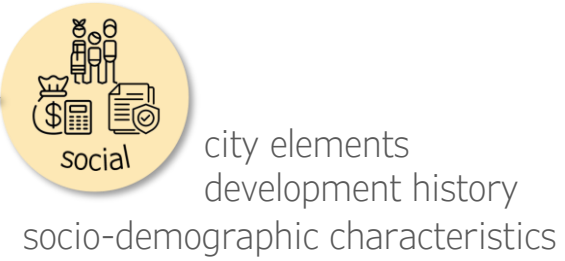 social
city elements
development history
socio-demographic characteristics